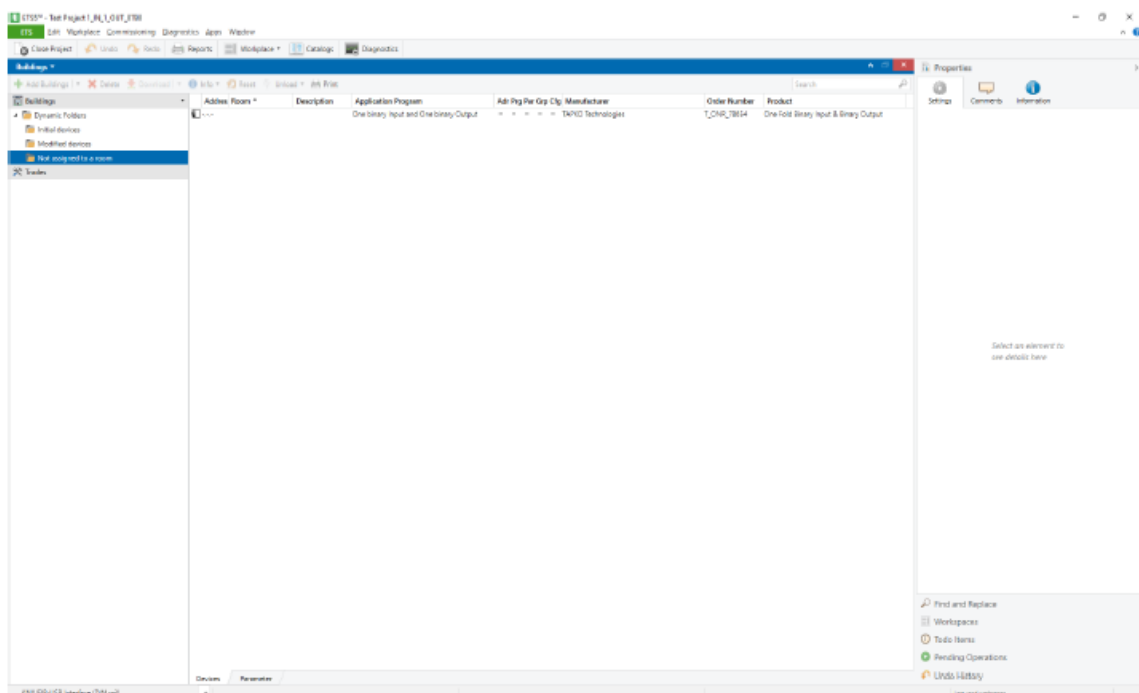 ETS5™ - Test Project 1_IN_1_OUT_0700
ETS Edit Workplace Commissioning Diagnostics Apps Window
Close Project Undo Redo Reports Workplace Catalogs Diagnostics
Buildings
Add Buildings Delete Download Info Reset Unload Print Search
Buildings
Dynamic Folders
Initial devices
Modified devices
Not assigned to a room
Trades
Address Room Description Application Program Adr Prg Par Grp Cfg Manufacturer Order Number Product
-.-.- One binary Input and One binary Output - - - - - TAPKO Technologies One Fold Binary Input & Binary Output
Devices Parameter
Properties
Settings Comments Information
Select an element to
see details here
Find and Replace
Workspaces
Todo Items
Pending Operations
Undo History